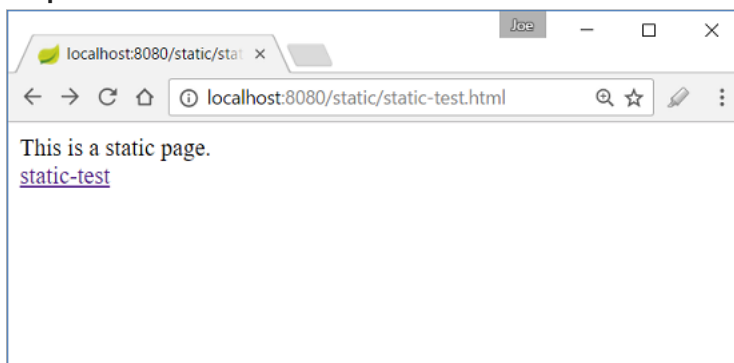 Joe
localhost:8080/static/stat
localhost:8080/static/static-test.html
This is a static page.
static-test